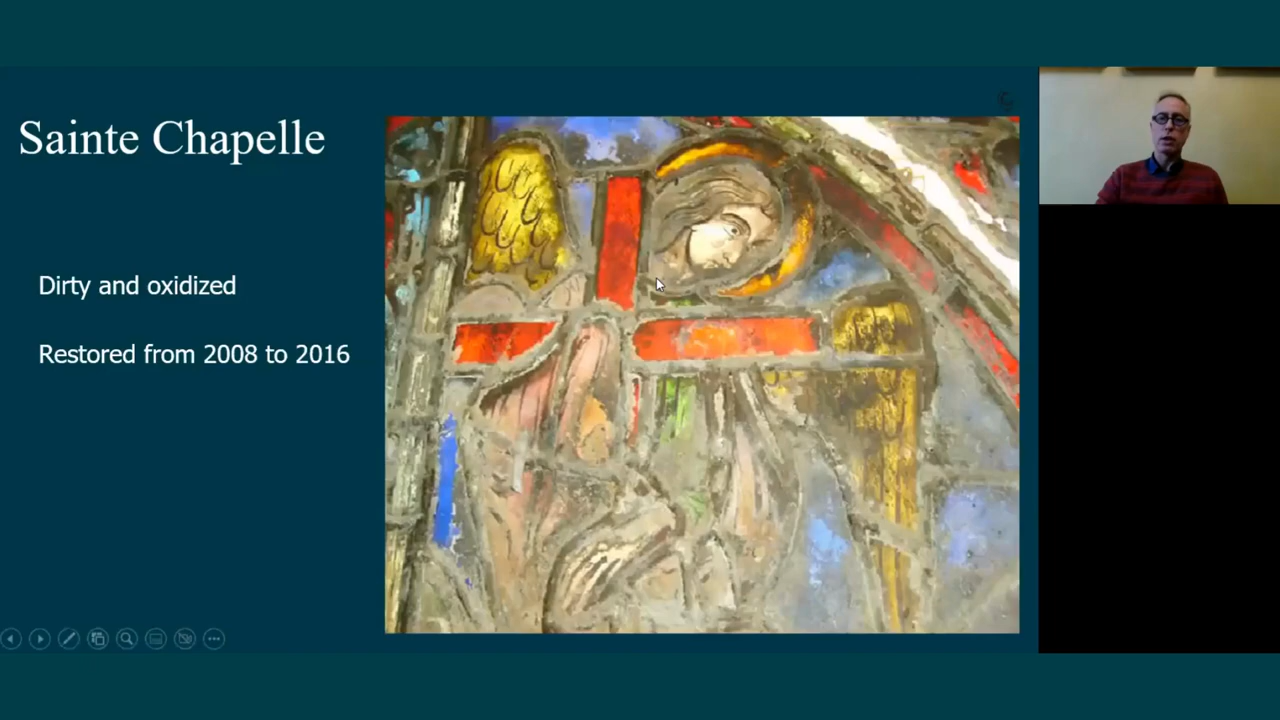 Sainte Chapelle
Dirty and oxidized
Restored from 2008 to 2016